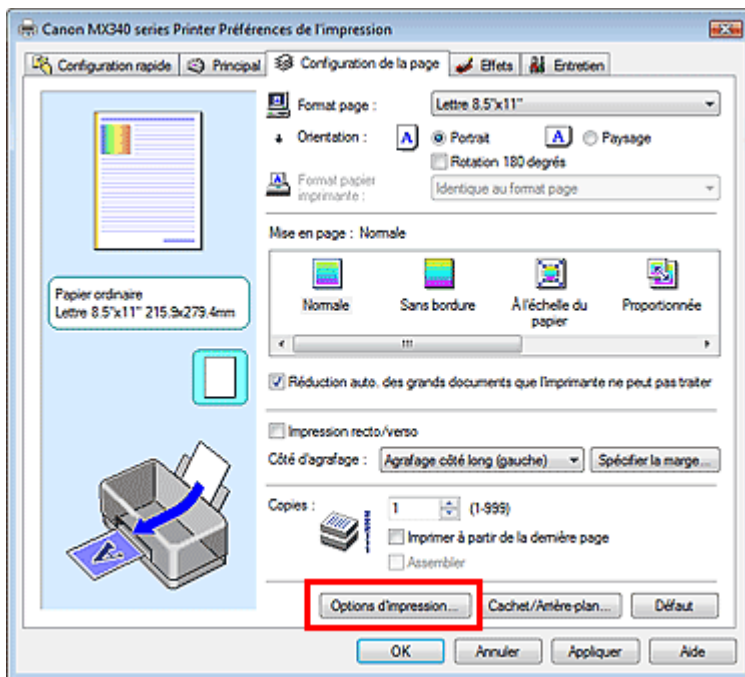 Canon MX340 series Printer Préférences de l'impression
Configuration rapide
Principal
Configuration de la page
Effets
Entretien
Format page :
Lettre 8.5"x11"
Orientation :
A
Portrait
A
Paysage
Rotation 180 degrés
Format papier
imprimante :
Identique au format page
Mise en page : Normale
Normale
Sans bordure
À l'échelle du
papier
Proportionnée
Papier ordinaire
Lettre 8.5"x11" 215.9x279.4mm
Réduction auto. des grands documents que l'imprimante ne peut pas traiter
Impression recto/verso
Côté d'agrafage :
Agrafage côté long (gauche)
Spécifier la marge...
Copies :
1
(1-999)
Imprimer à partir de la dernière page
Assembler
Options d'impression...
Cachet/Arrière-plan...
Défaut
OK
Annuler
Appliquer
Aide